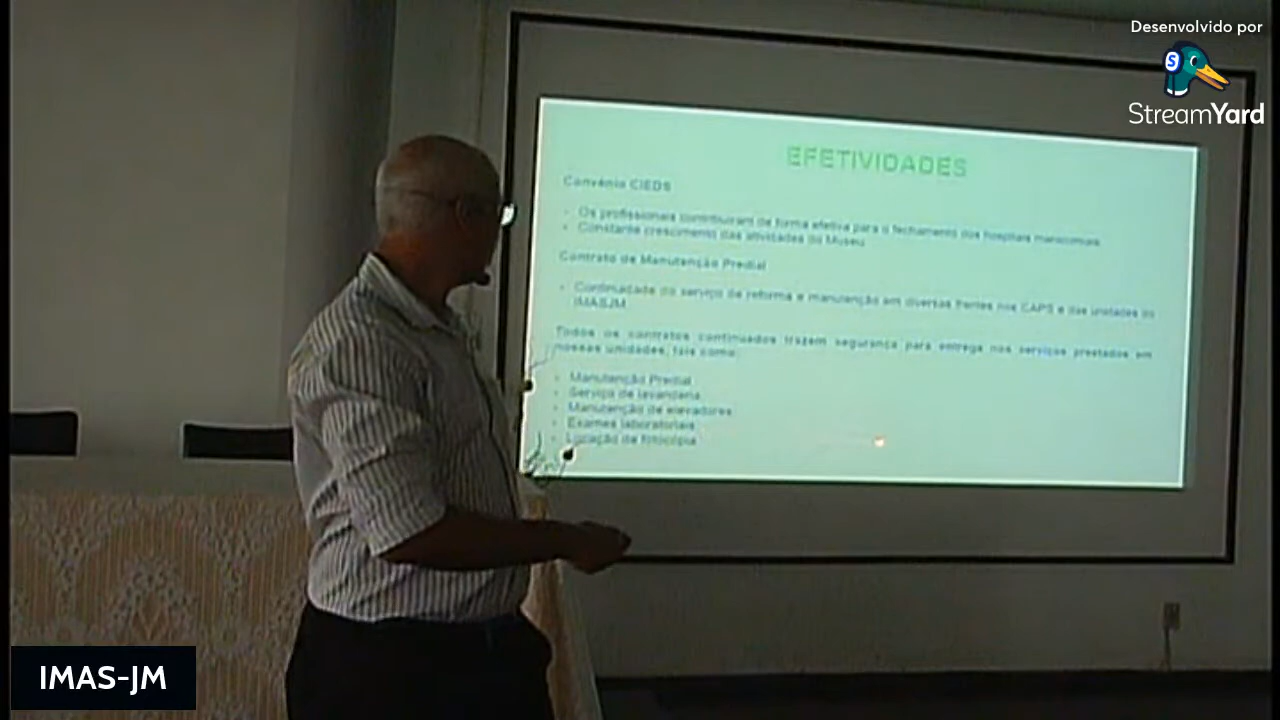 Desenvolvido por
StreamYard
EFETIVIDADES
Convênio CIEDS
Os profissionais contribuíram de forma efetiva para o fechamento dos hospitais manicomiais.
Constante crescimento das atividades do Museu
Contrato de Manutenção Predial
Continuidade do serviço de reforma e manutenção em diversas frentes nos CAPS e das unidades do
IMASJM.
Todos os contratos continuados trazem segurança para entrega nos serviços prestados em
nossas unidades, tais como:
Manutenção Predial
Serviço de lavanderia
Manutenção de elevadores
Exames laboratoriais
Locação de fotocópia
IMAS-JM